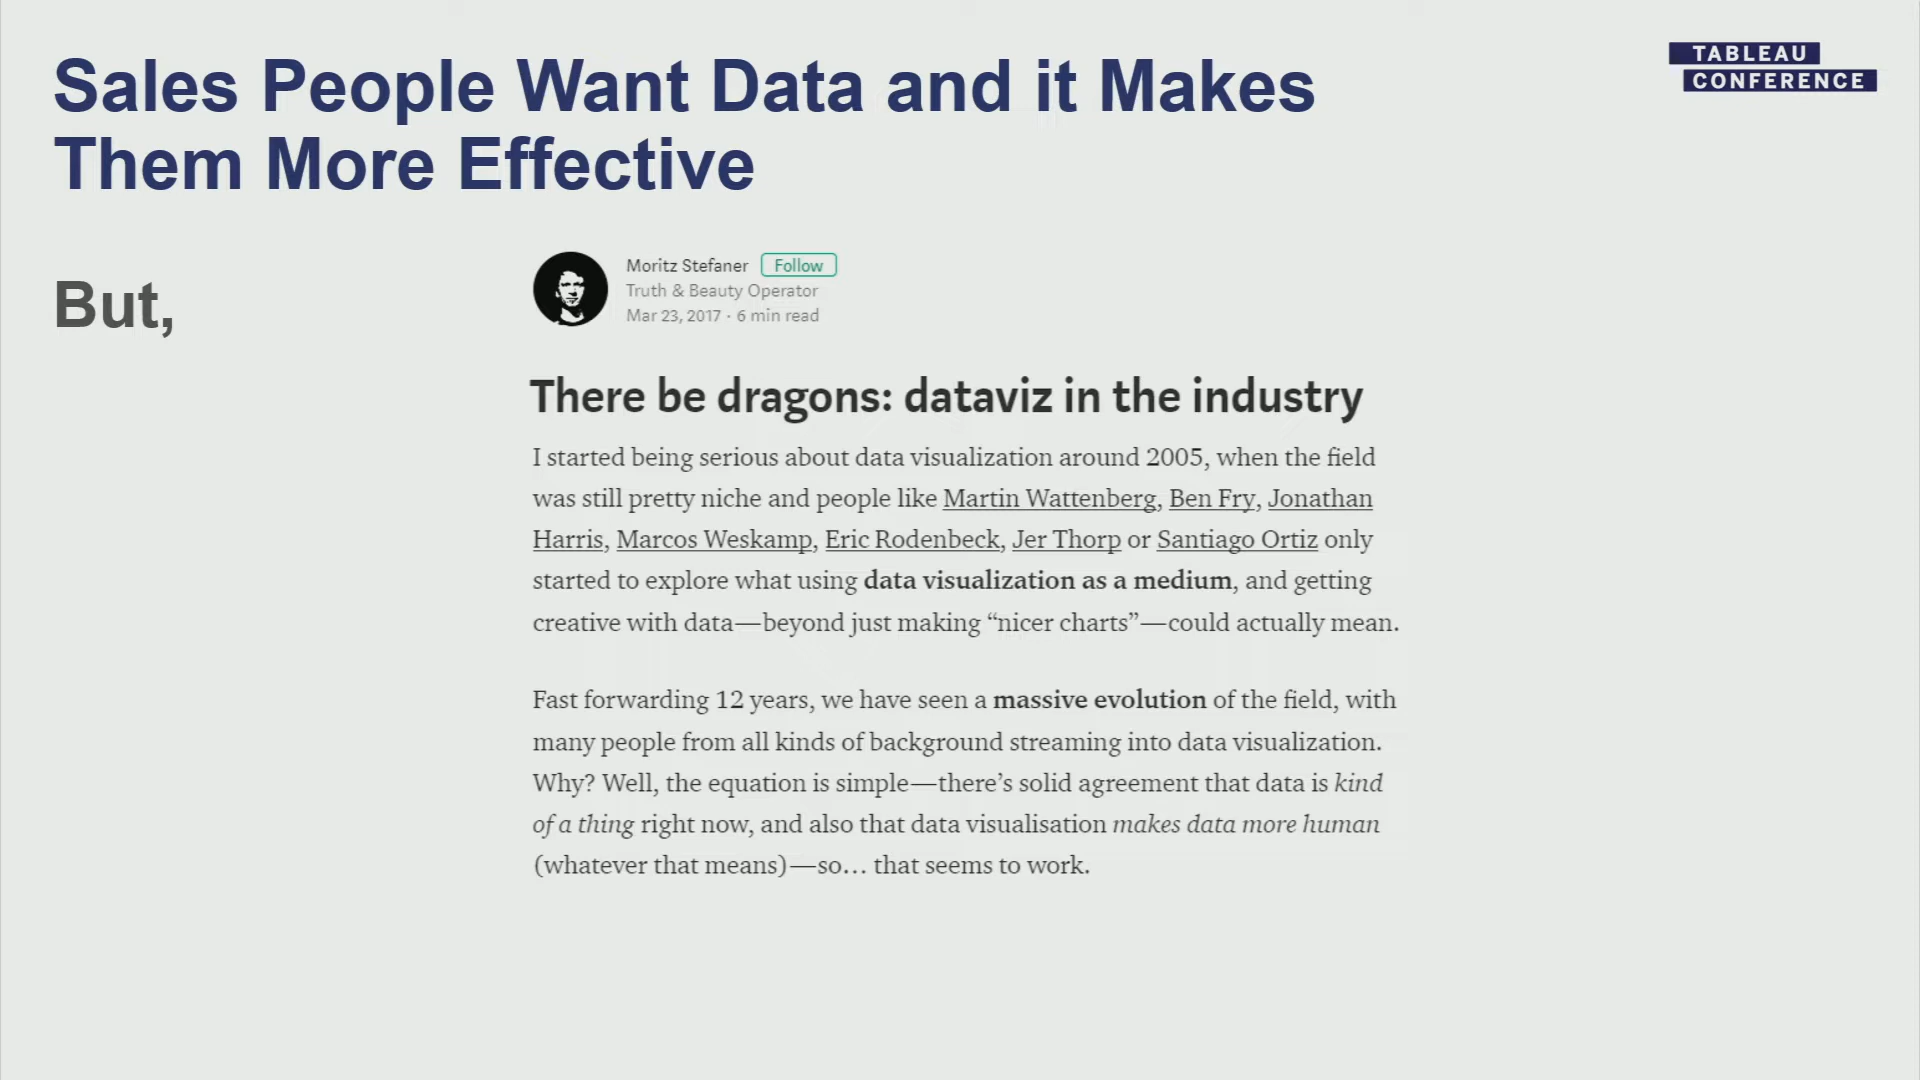 Sales People Want Data and it Makes
Them More Effective
TABLEAU
CONFERENCE
But,
Moritz Stefaner Follow
Truth & Beauty Operator
Mar 23, 2017 · 6 min read
There be dragons: dataviz in the industry
I started being serious about data visualization around 2005, when the field
was still pretty niche and people like Martin Wattenberg, Ben Fry, Jonathan
Harris, Marcos Weskamp, Eric Rodenbeck, Jer Thorp or Santiago Ortiz only
started to explore what using data visualization as a medium, and getting
creative with data—beyond just making “nicer charts”—could actually mean.
Fast forwarding 12 years, we have seen a massive evolution of the field, with
many people from all kinds of background streaming into data visualization.
Why? Well, the equation is simple—there’s solid agreement that data is kind
of a thing right now, and also that data visualisation makes data more human
(whatever that means)—so… that seems to work.